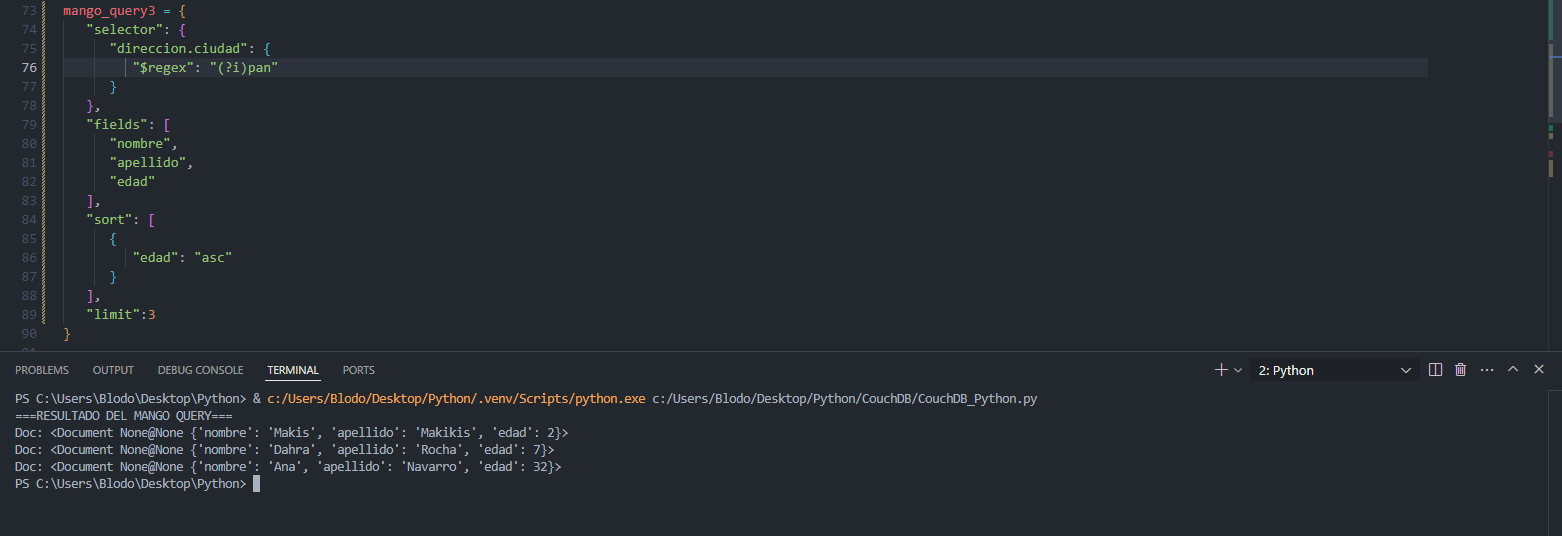 73 mango_query3 = {
74 "selector": {
75 "direccion.ciudad": {
76 "$regex": "(?i)pan"
77 }
78 },
79 "fields": [
80 "nombre",
81 "apellido",
82 "edad"
83 ],
84 "sort": [
85 {
86 "edad": "asc"
87 }
88 ],
89 "limit":3
90 }
PROBLEMS OUTPUT DEBUG CONSOLE TERMINAL PORTS 2: Python
PS C:\Users\Blodo\Desktop\Python> & c:/Users/Blodo/Desktop/Python/.venv/Scripts/python.exe c:/Users/Blodo/Desktop/Python/CouchDB/CouchDB_Python.py
===RESULTADO DEL MANGO QUERY===
Doc: <Document None@None {'nombre': 'Makis', 'apellido': 'Makikis', 'edad': 2}>
Doc: <Document None@None {'nombre': 'Dahra', 'apellido': 'Rocha', 'edad': 7}>
Doc: <Document None@None {'nombre': 'Ana', 'apellido': 'Navarro', 'edad': 32}>
PS C:\Users\Blodo\Desktop\Python>